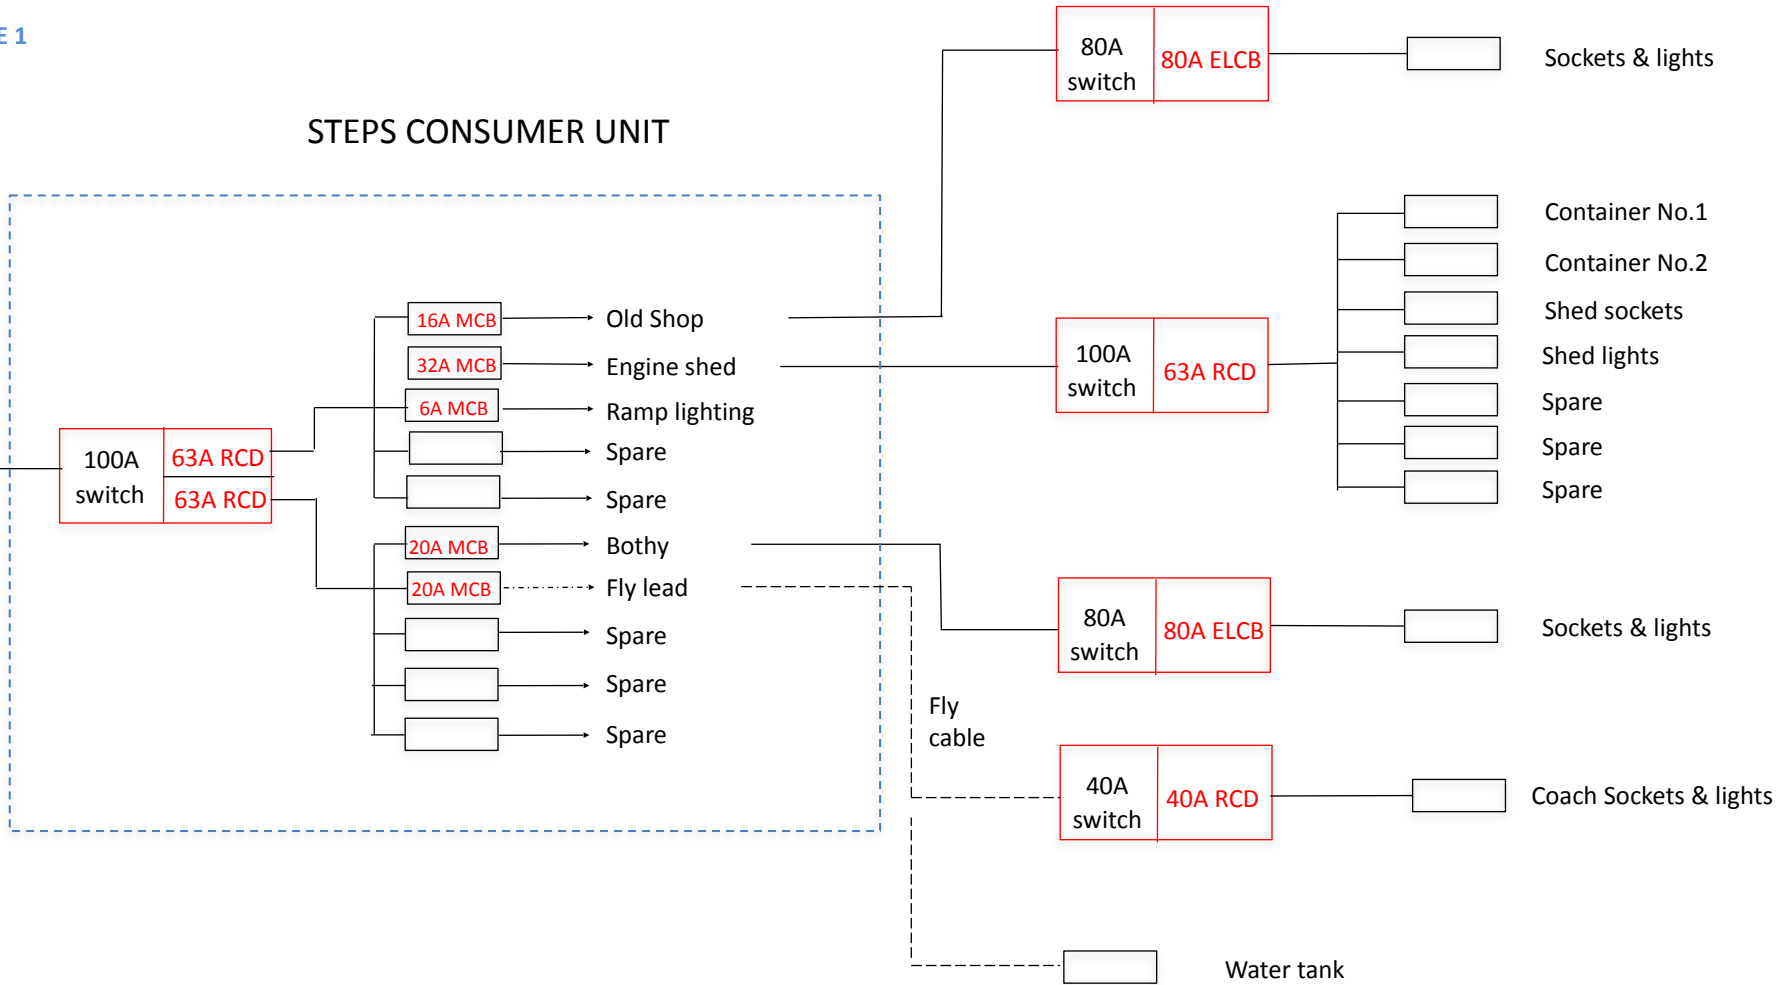 E 1
STEPS CONSUMER UNIT
100A
switch
63A RCD
63A RCD
16A MCB
Old Shop
32A MCB
Engine shed
6A MCB
Ramp lighting
Spare
Spare
20A MCB
Bothy
20A MCB
Fly lead
Spare
Spare
Spare
80A
switch
80A ELCB
Sockets & lights
100A
switch
63A RCD
Container No.1
Container No.2
Shed sockets
Shed lights
Spare
Spare
Spare
80A
switch
80A ELCB
Sockets & lights
Fly
cable
40A
switch
40A RCD
Coach Sockets & lights
Water tank